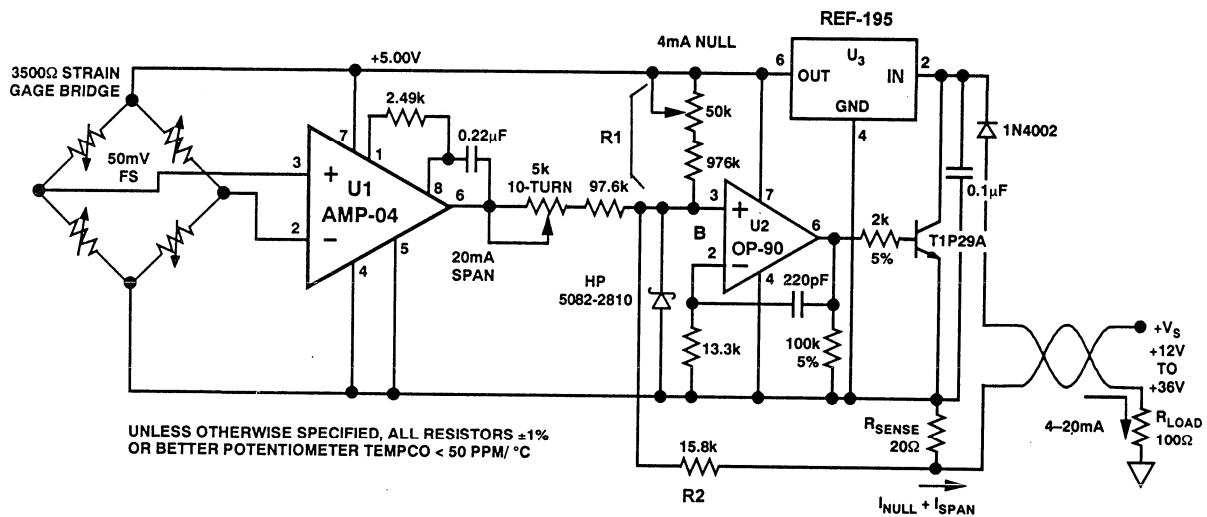 REF-195
4mA NULL
+5.00V
3500Ω STRAIN
GAGE BRIDGE
6
OUT
U3
IN
2
GND
4
2.49k
50k
R1
1N4002
7
1
0.22µF
50mV
FS
3
+
U1
AMP-04
8
6
5k
10-TURN
97.6k
976k
0.1µF
3
+
7
U2
OP-90
6
2k
5%
T1P29A
2
–
5
4
20mA
SPAN
B
2
–
4
HP
5082-2810
220pF
13.3k
100k
5%
+VS
+12V
TO
+36V
4–20mA
RLOAD
100Ω
RSENSE
20Ω
UNLESS OTHERWISE SPECIFIED, ALL RESISTORS ±1%
OR BETTER POTENTIOMETER TEMPCO < 50 PPM/ °C
15.8k
R2
INULL + ISPAN